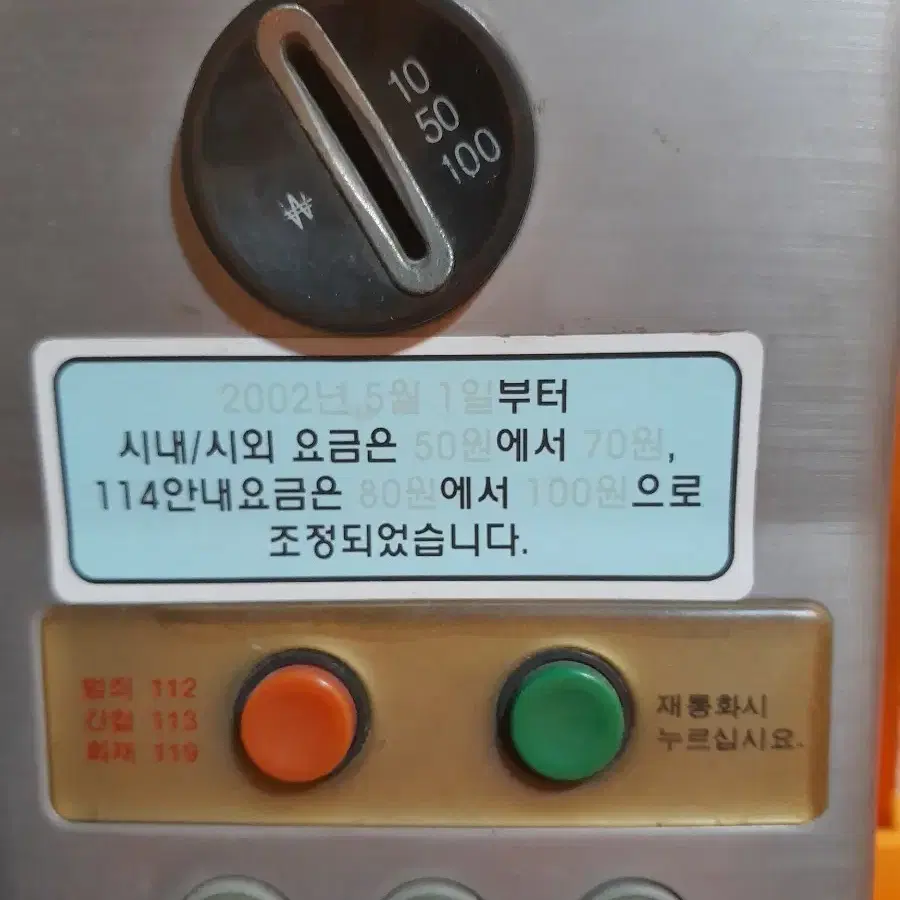 10
50
100
₩
2002년 5월 1일부터
시내/시외 요금은 50원에서 70원,
114안내요금은 80원에서 100원으로
조정되었습니다.
범죄 112
간첩 113
화재 119
재통화시
누르십시요.